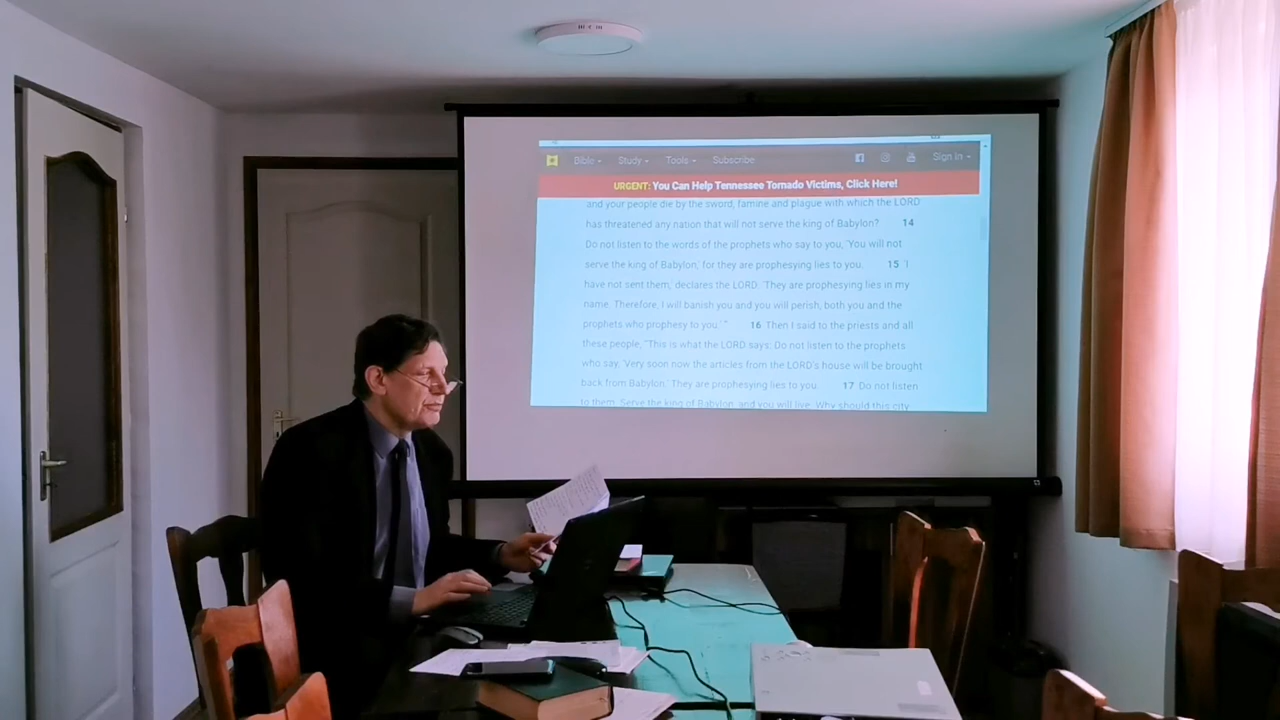 Bible Study Tools Subscribe Sign In
URGENT: You Can Help Tennessee Tornado Victims, Click Here!
and your people die by the sword, famine and plague with which the LORD
has threatened any nation that will not serve the king of Babylon? 14
Do not listen to the words of the prophets who say to you, 'You will not
serve the king of Babylon,' for they are prophesying lies to you. 15 'I
have not sent them,' declares the LORD. 'They are prophesying lies in my
name. Therefore, I will banish you and you will perish, both you and the
prophets who prophesy to you.' " 16 Then I said to the priests and all
these people, "This is what the LORD says: Do not listen to the prophets
who say, 'Very soon now the articles from the LORD's house will be brought
back from Babylon.' They are prophesying lies to you. 17 Do not listen
to them. Serve the king of Babylon, and you will live. Why should this city